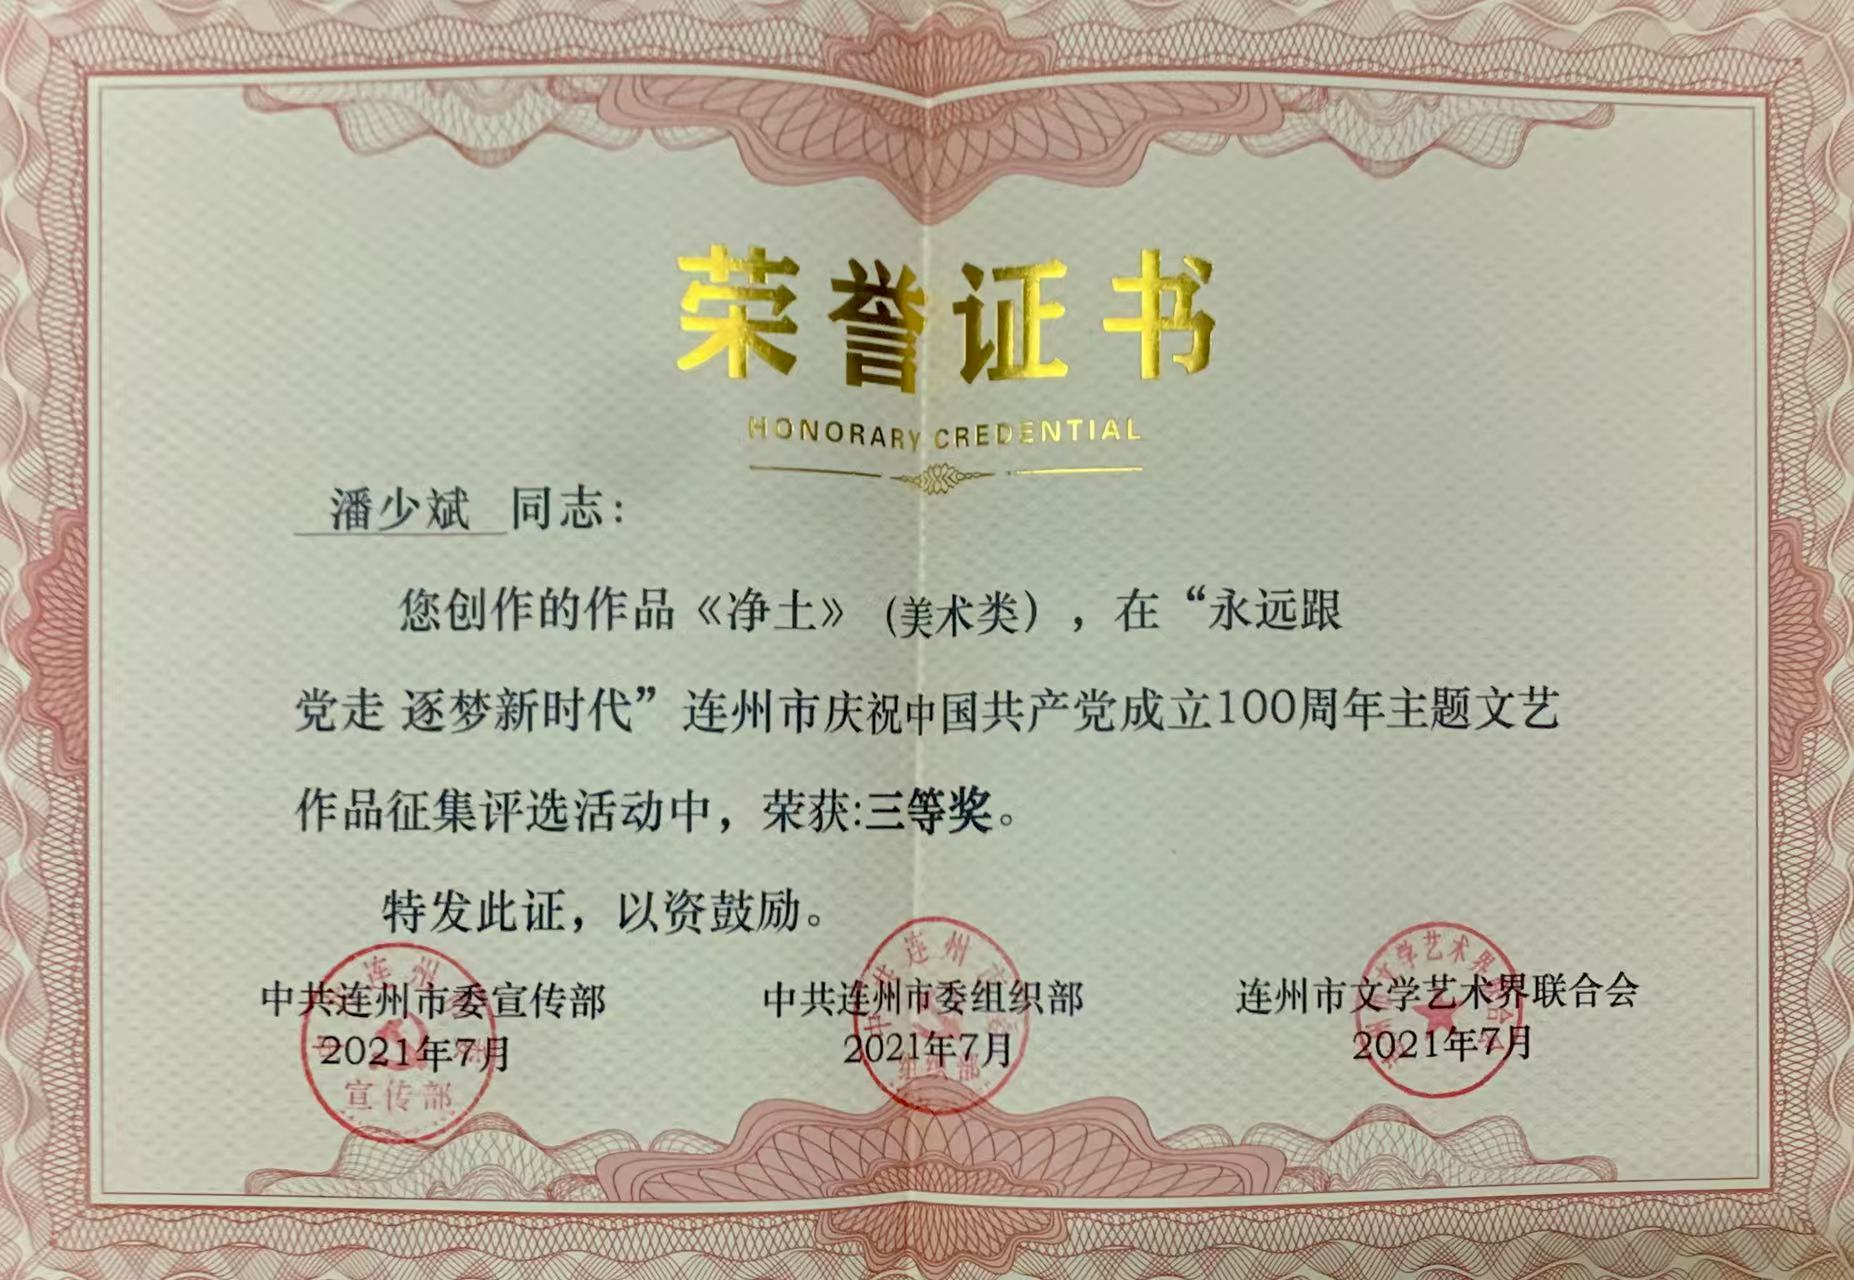 荣誉证书
HONORARY CREDENTIAL
潘少斌 同志：
您创作的作品《净土》（美术类），在“永远跟
党走 逐梦新时代”连州市庆祝中国共产党成立100周年主题文艺
作品征集评选活动中，荣获:三等奖。
特发此证，以资鼓励。
中共连州市委宣传部 中共连州市委组织部 连州市文学艺术界联合会
2021年7月 2021年7月 2021年7月
宣传部
组织部